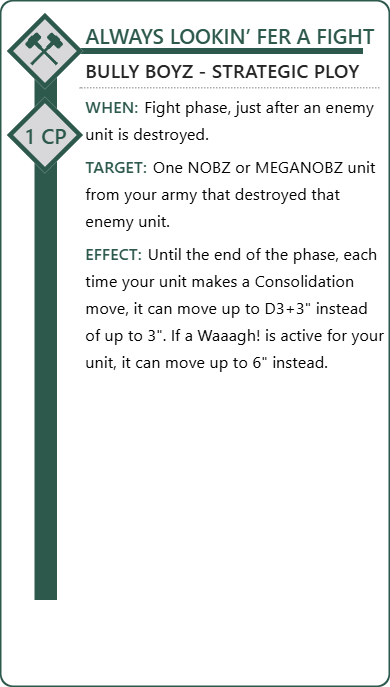 ALWAYS LOOKIN’ FER A FIGHT
BULLY BOYZ - STRATEGIC PLOY
1 CP
WHEN: Fight phase, just after an enemy
unit is destroyed.
TARGET: One NOBZ or MEGANOBZ unit
from your army that destroyed that
enemy unit.
EFFECT: Until the end of the phase, each
time your unit makes a Consolidation
move, it can move up to D3+3" instead
of up to 3". If a Waaagh! is active for your
unit, it can move up to 6" instead.